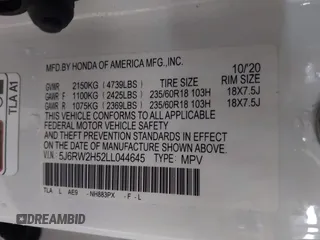 TLA A1
MFD.BY HONDA OF AMERICA MFG.,INC. 10/'20
GVWR 2150KG (4739LBS) TIRE SIZE RIM SIZE
GAWR F 1100KG (2425LBS) 235/60R18 103H 18X7.5J
GAWR R 1075KG (2369LBS) 235/60R18 103H 18X7.5J
THIS VEHICLE CONFORMS TO ALL APPLICABLE
FEDERAL MOTOR VEHICLE SAFETY, BUMPER,
AND THEFT PREVENTION STANDARDS IN EFFECT
ON THE DATE OF MANUFACTURE SHOWN ABOVE.
V.I.N. 5J6RW2H52LL044645 TYPE: MPV
TLA L AE9 -NH883PX -F -L
DREAMBID